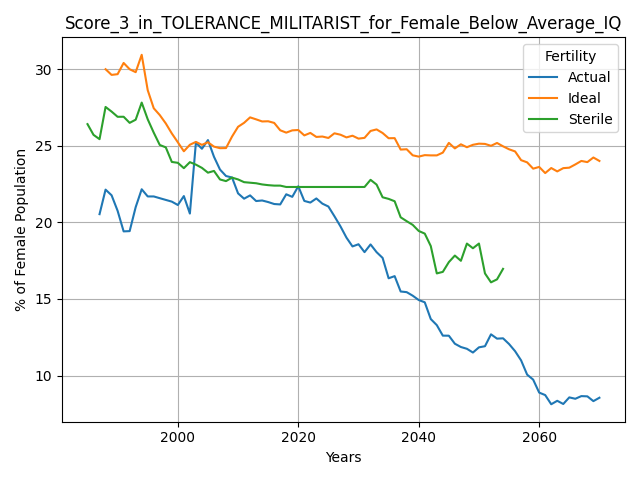 Score_3_in_TOLERANCE_MILITARIST_for_Female_Below_Average_IQ
Fertility
Actual
Ideal
Sterile
% of Female Population
30
25
20
15
10
2000 2020 2040 2060
Years